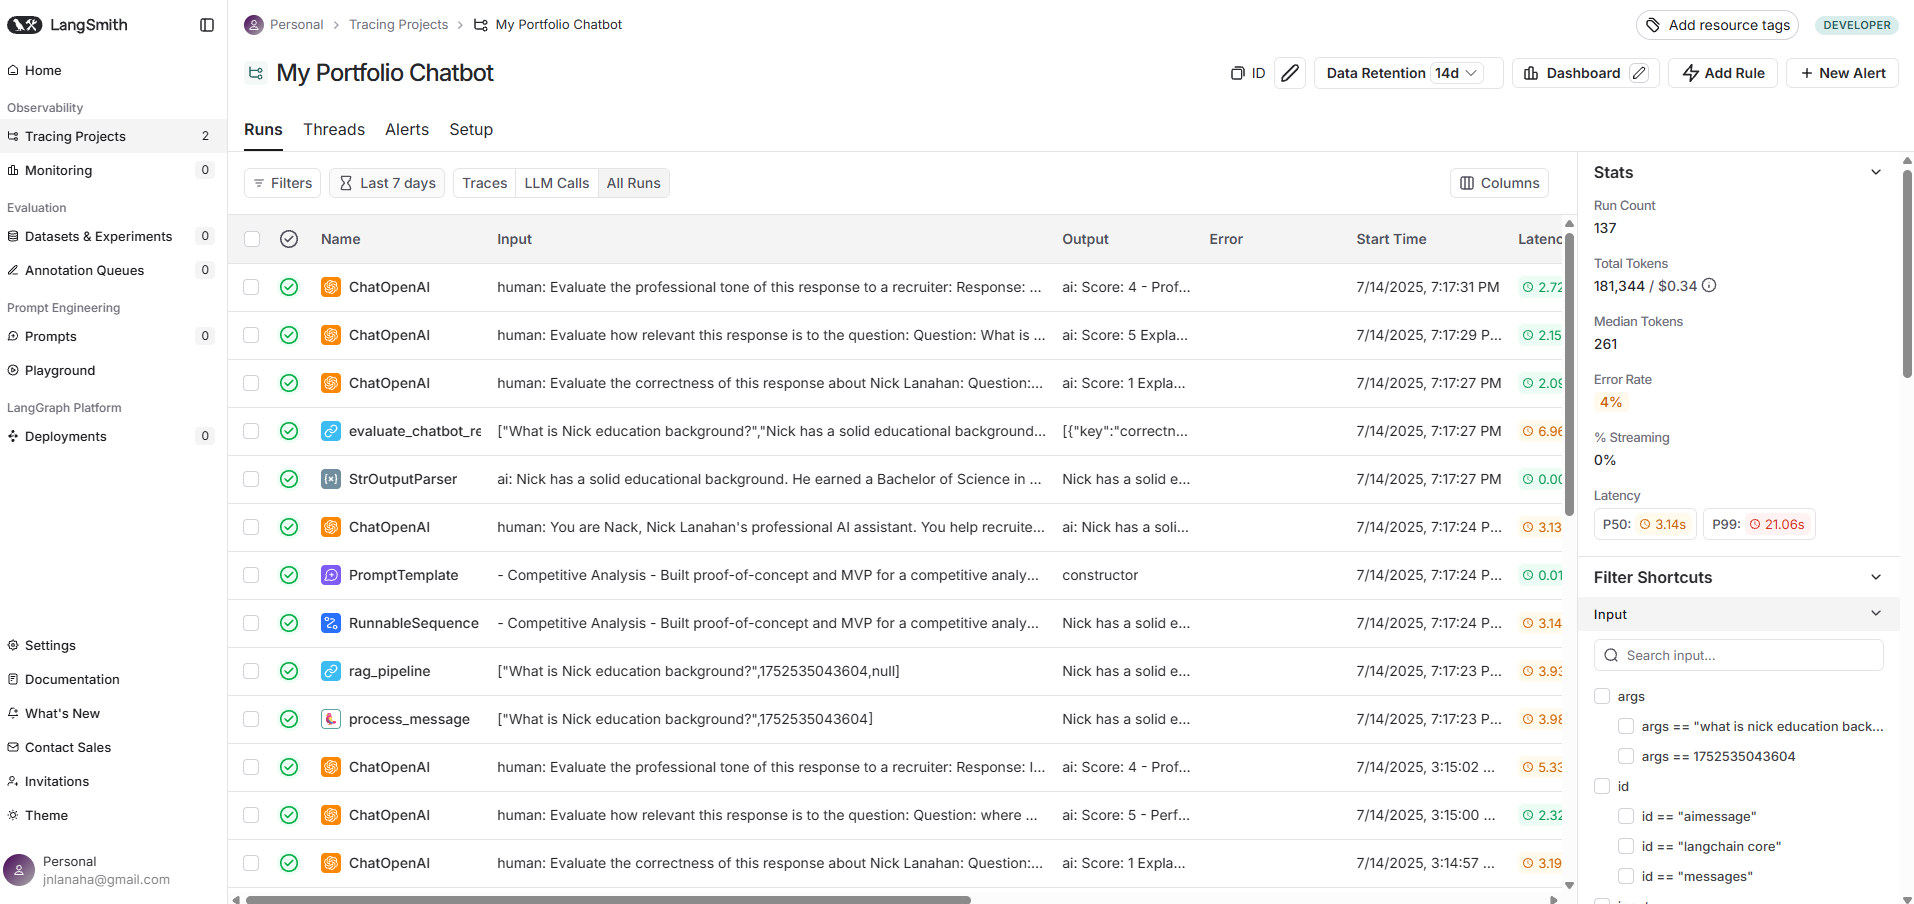 LangSmith
Home
Observability
Tracing Projects 2
Monitoring 0
Evaluation
Datasets & Experiments 0
Annotation Queues 0
Prompt Engineering
Prompts 0
Playground
LangGraph Platform
Deployments 0
Settings
Documentation
What's New
Contact Sales
Invitations
Theme
Personal
jnlanaha@gmail.com
Personal > Tracing Projects > My Portfolio Chatbot
Add resource tags
DEVELOPER
My Portfolio Chatbot
ID
Data Retention 14d
Dashboard
Add Rule
+ New Alert
Runs Threads Alerts Setup
Filters Last 7 days Traces LLM Calls All Runs Columns
Name Input Output Error Start Time Latenc
ChatOpenAI human: Evaluate the professional tone of this response to a recruiter: Response: ... ai: Score: 4 - Prof... 7/14/2025, 7:17:31 PM 2.72
ChatOpenAI human: Evaluate how relevant this response is to the question: Question: What is ... ai: Score: 5 Expla... 7/14/2025, 7:17:29 P... 2.15
ChatOpenAI human: Evaluate the correctness of this response about Nick Lanahan: Question:... ai: Score: 1 Expla... 7/14/2025, 7:17:27 PM 2.09
evaluate_chatbot_re ["What is Nick education background?","Nick has a solid educational background... [{"key":"correctn... 7/14/2025, 7:17:27 PM 6.96
StrOutputParser ai: Nick has a solid educational background. He earned a Bachelor of Science in ... Nick has a solid e... 7/14/2025, 7:17:27 PM 0.00
ChatOpenAI human: You are Nack, Nick Lanahan's professional AI assistant. You help recruite... ai: Nick has a soli... 7/14/2025, 7:17:24 P... 3.13
PromptTemplate - Competitive Analysis - Built proof-of-concept and MVP for a competitive analy... constructor 7/14/2025, 7:17:24 P... 0.01
RunnableSequence - Competitive Analysis - Built proof-of-concept and MVP for a competitive analy... Nick has a solid e... 7/14/2025, 7:17:24 P... 3.14
rag_pipeline ["What is Nick education background?",1752535043604,null] Nick has a solid e... 7/14/2025, 7:17:23 P... 3.93
process_message ["What is Nick education background?",1752535043604] Nick has a solid e... 7/14/2025, 7:17:23 P... 3.98
ChatOpenAI human: Evaluate the professional tone of this response to a recruiter: Response: I... ai: Score: 4 - Prof... 7/14/2025, 3:15:02 ... 5.33
ChatOpenAI human: Evaluate how relevant this response is to the question: Question: where ... ai: Score: 5 - Perf... 7/14/2025, 3:15:00 ... 2.32
ChatOpenAI human: Evaluate the correctness of this response about Nick Lanahan: Question:... ai: Score: 1 Expla... 7/14/2025, 3:14:57 ... 3.19
Stats
Run Count
137
Total Tokens
181,344 / $0.34
Median Tokens
261
Error Rate
4%
% Streaming
0%
Latency
P50: 3.14s P99: 21.06s
Filter Shortcuts
Input
Search input...
args
args == "what is nick education back...
args == 1752535043604
id
id == "aimessage"
id == "langchain core"
id == "messages"